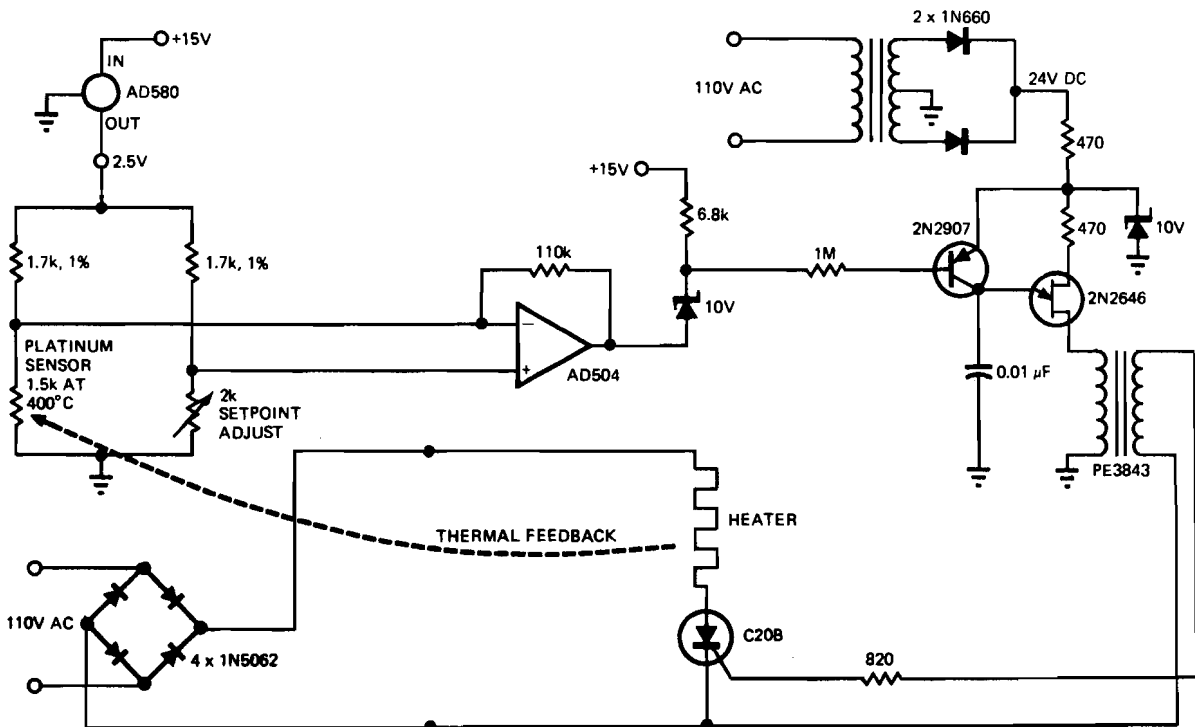 +15V
IN
AD580
OUT
2.5V
1.7k, 1%
1.7k, 1%
PLATINUM
SENSOR
1.5k AT
400°C
2k
SETPOINT
ADJUST
110k
−
+
AD504
+15V
6.8k
10V
1M
2 x 1N660
110V AC
24V DC
470
2N2907
470
10V
2N2646
0.01 µF
PE3843
THERMAL FEEDBACK
HEATER
C20B
820
110V AC
4 x 1N5062